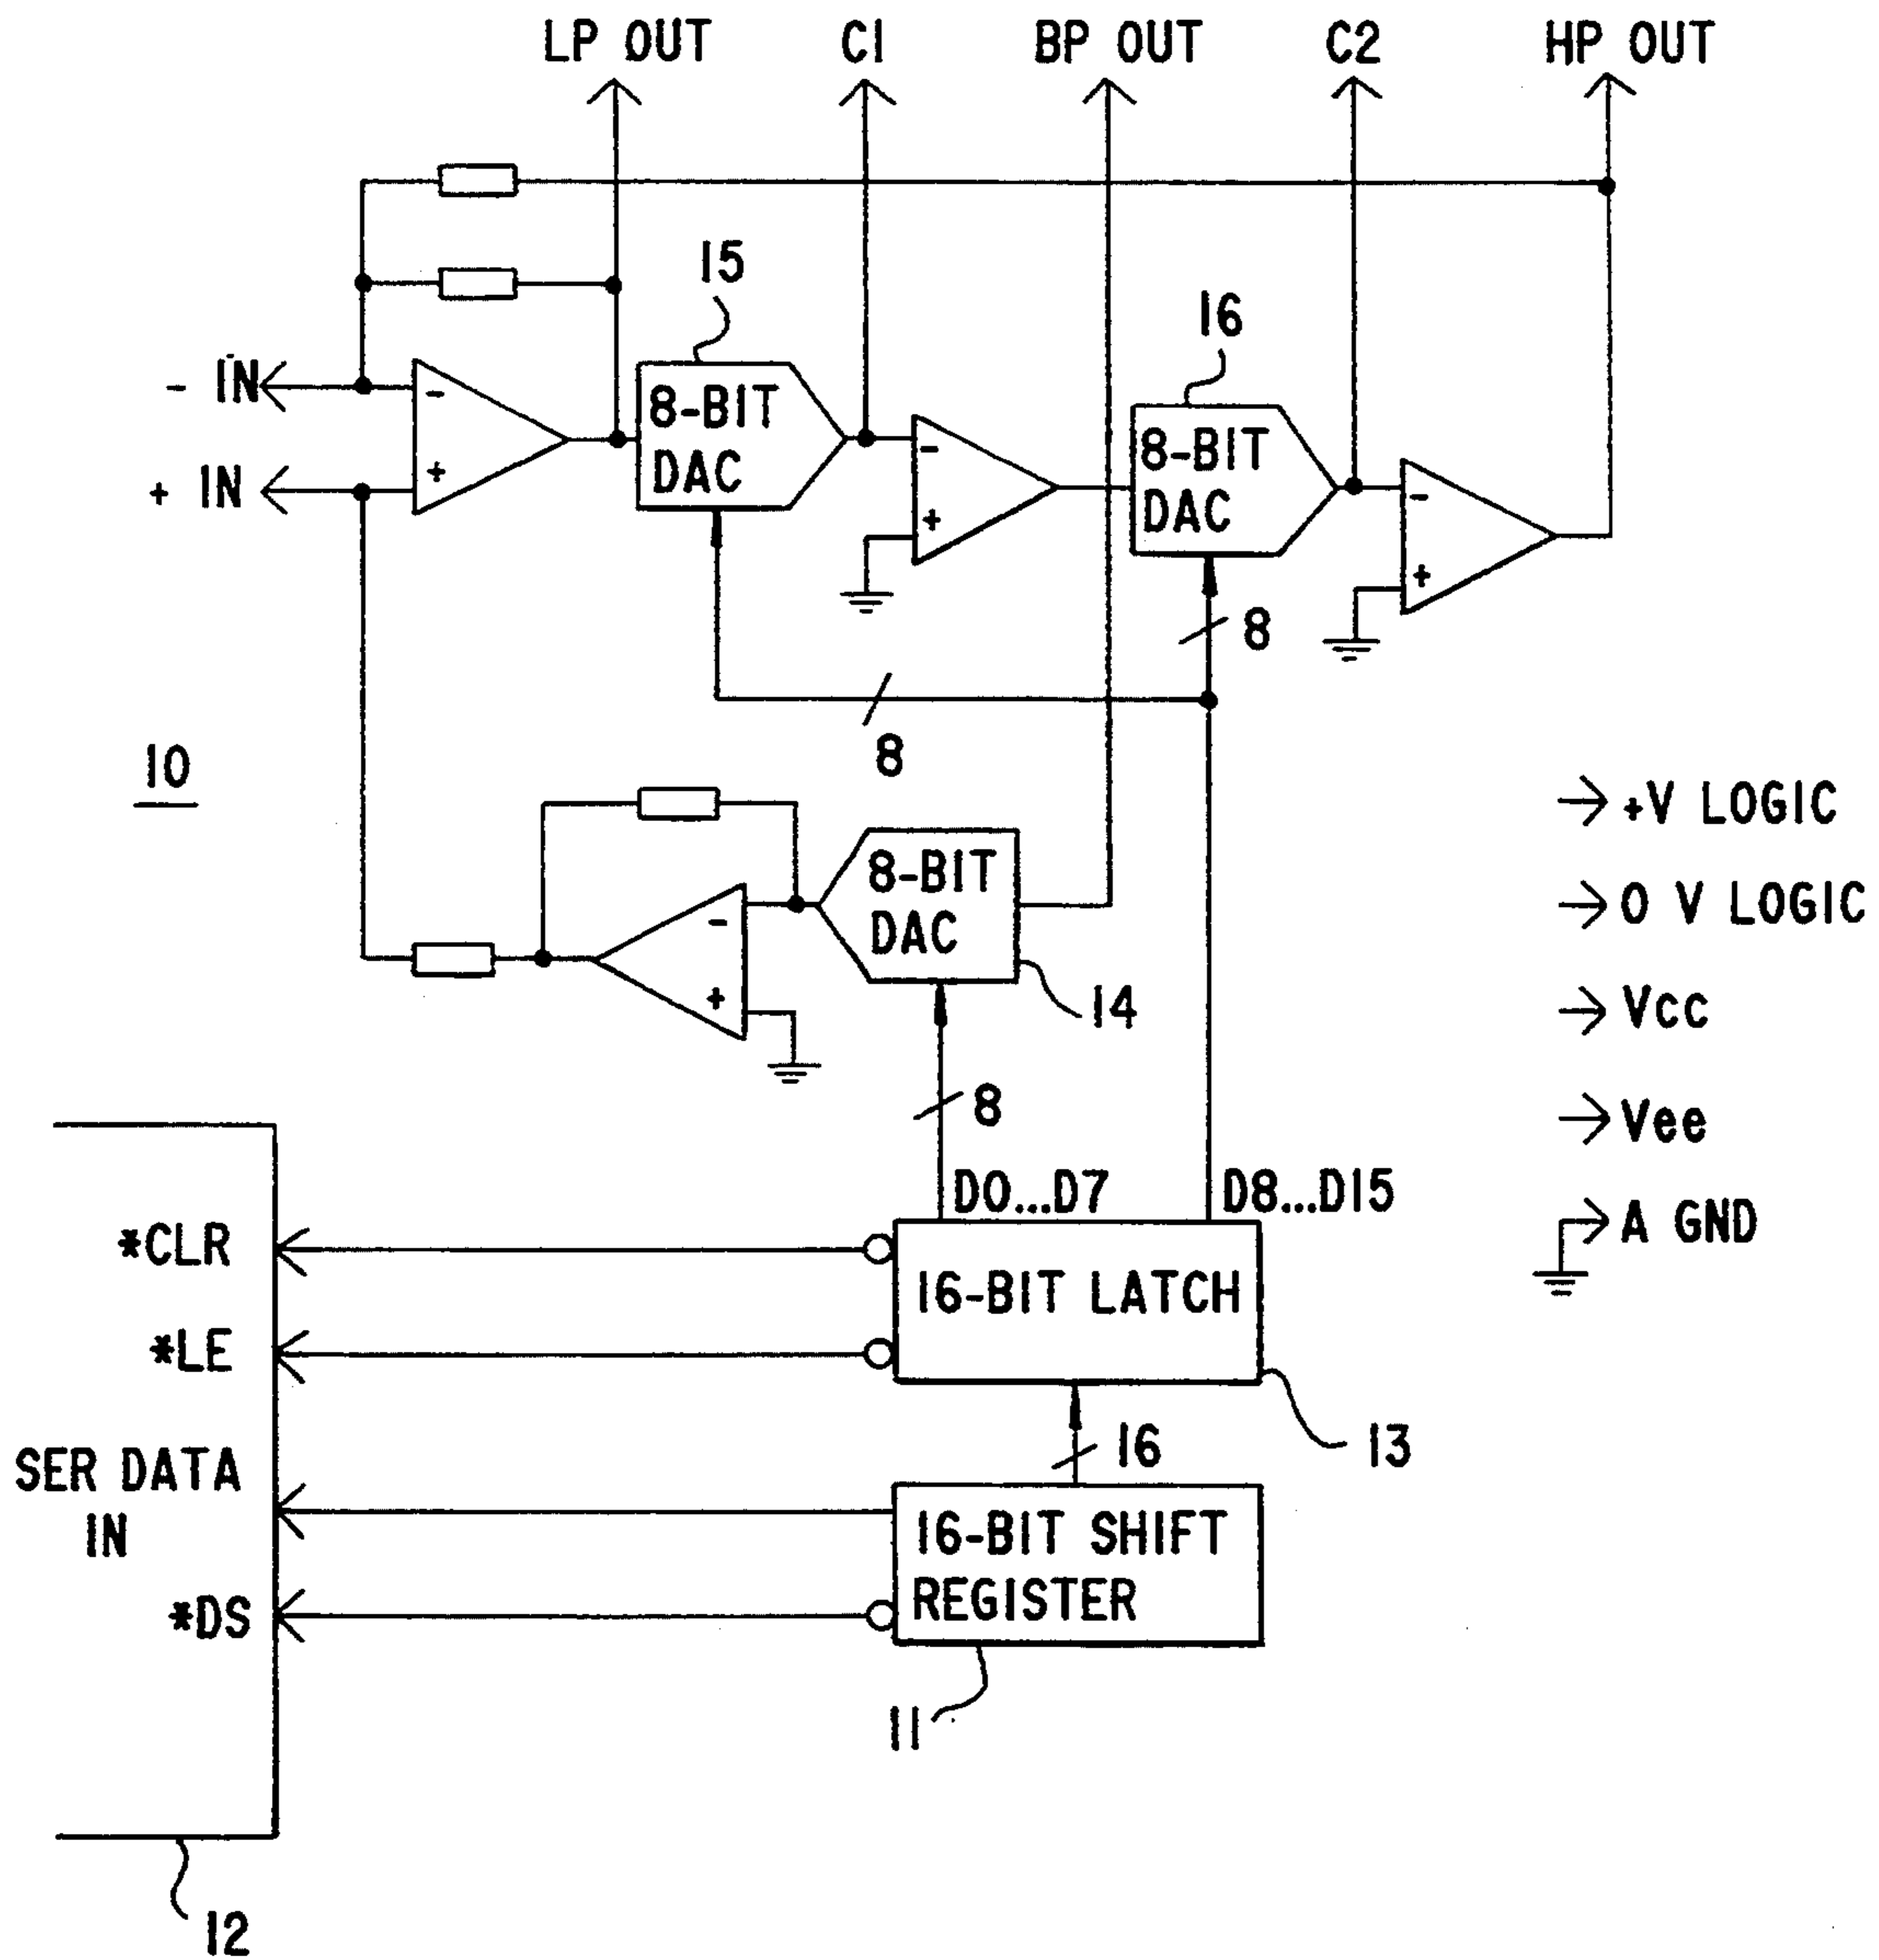 LP OUT
C1
BP OUT
C2
HP OUT
15
16
- IN
+ IN
-
+
8-BIT
DAC
-
+
8-BIT
DAC
-
+
8
8
10
8-BIT
DAC
-
+
14
8
+V LOGIC
0 V LOGIC
Vcc
Vee
A GND
D0...D7
D8...D15
*CLR
*LE
16-BIT LATCH
13
16
SER DATA
IN
*DS
16-BIT SHIFT
REGISTER
11
12